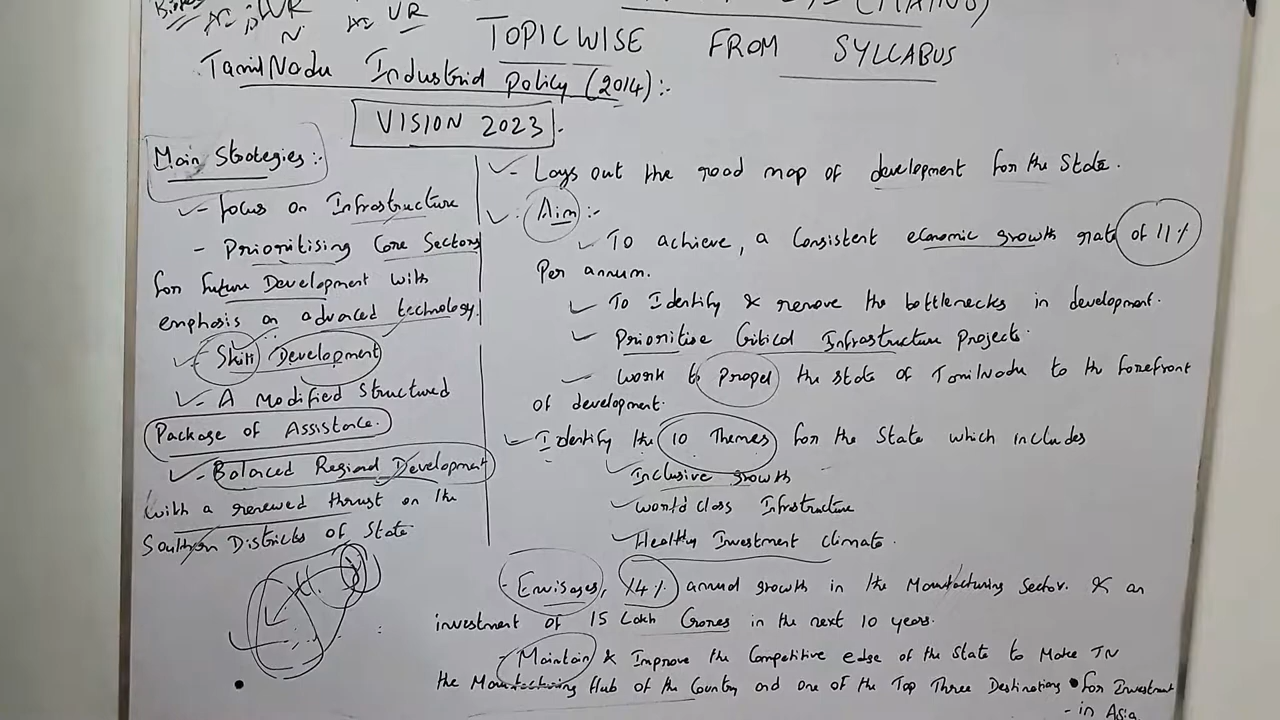 (MAINS)
TOPICWISE FROM SYLLABUS
TamilNadu Industrial Policy (2014):-
VISION 2023.
Main Strategies:-
- focus on Infrastructure
- Prioritising Core Sectors
for future Development with
emphasis on advaced technology.
- Skill Development
- A Modified Structured
Package of Assistance.
- Balanced Regional Development
with a renewed thrust on the
Southern Districts of State
- Lays out the good map of development for the State.
Aim:-
To achieve, a Consistent economic growth rate of 11%
Per annum.
To Identify & remove the bottlenecks in development.
Prioritise Critical Infrastructure Projects.
Work to Propel the state of TamilNadu to the forefront
of development.
- Identify the 10 Themes for the State which includes
Inclusive growth
World class Infrstructure
Healthy Investment climate.
- Envisages, 14% annual growth in the Manufacturing Sector. & an
investment of 15 Lakh Crores in the next 10 years.
- Maintain & Improve the Competitive edge of the State to Make TN
the Manufacturing Hub of the Country and one of the Top Three Destinations for Investment
- in Asia